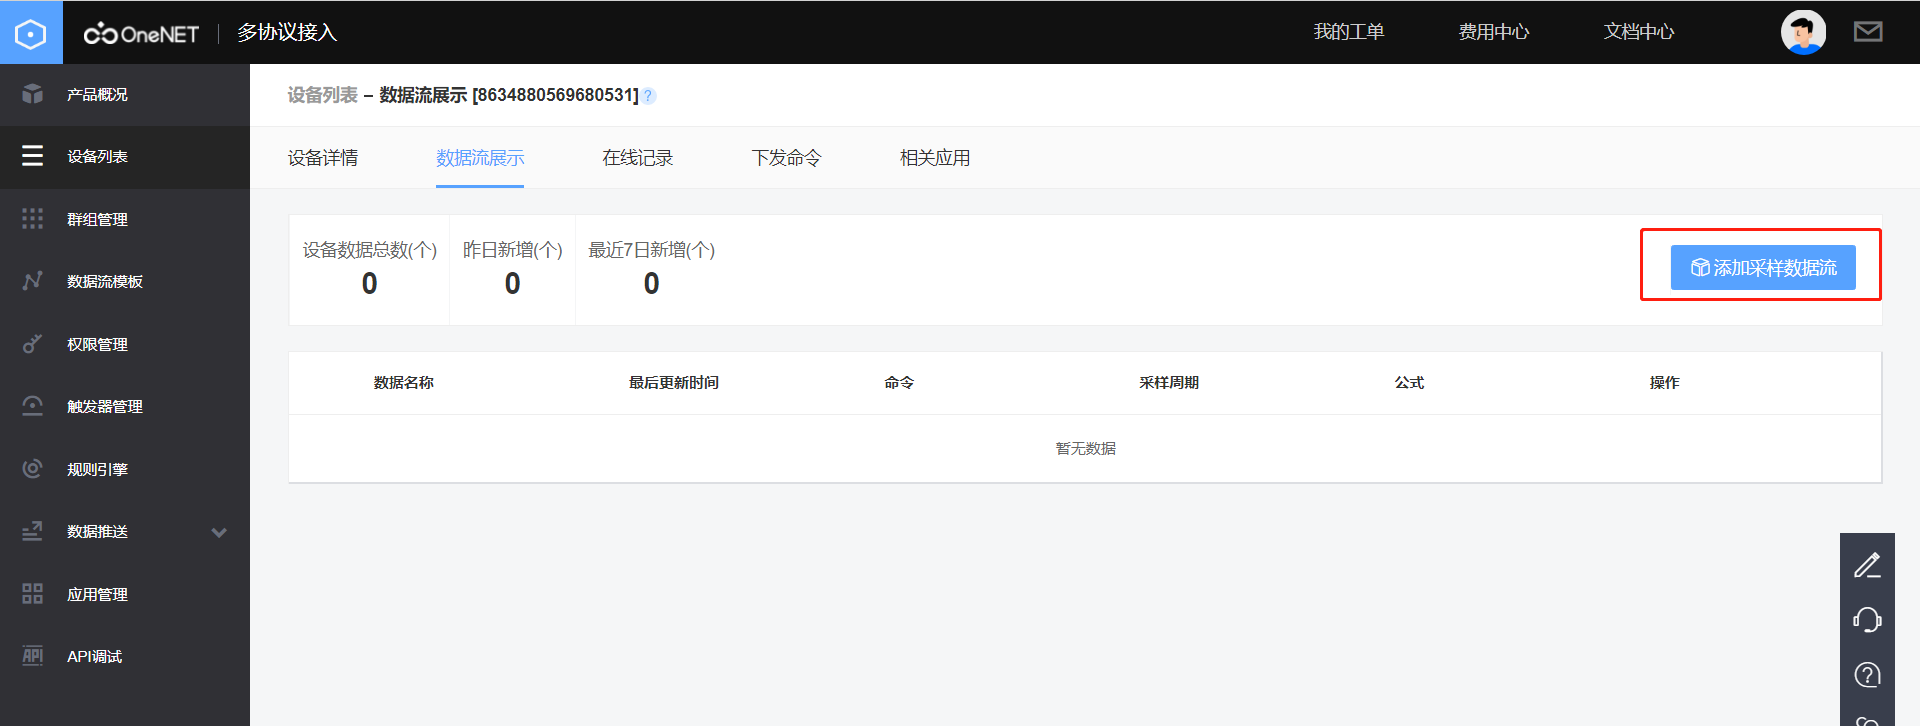 OneNET 多协议接入 我的工单 费用中心 文档中心
产品概况
设备列表
群组管理
数据流模板
权限管理
触发器管理
规则引擎
数据推送
应用管理
API API调试
设备列表 – 数据流展示 [8634880569680531] ?
设备详情 数据流展示 在线记录 下发命令 相关应用
设备数据总数(个) 昨日新增(个) 最近7日新增(个)
0 0 0
添加采样数据流
数据名称 最后更新时间 命令 采样周期 公式 操作
暂无数据